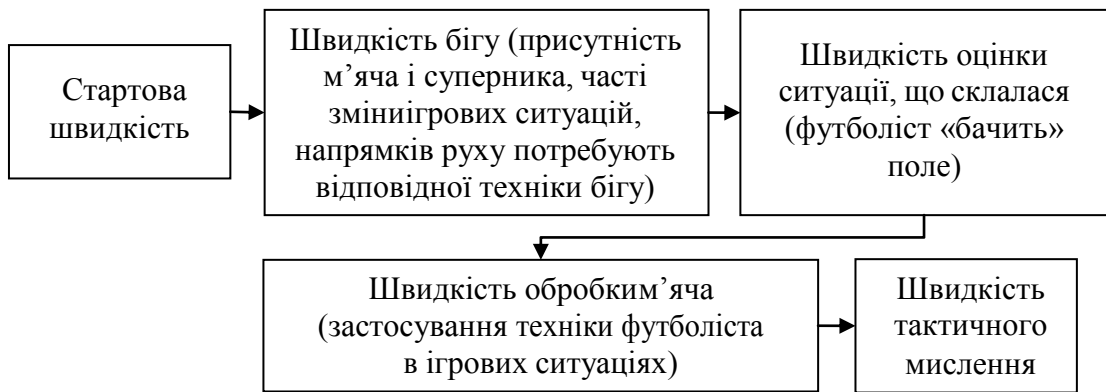 Стартова
швидкість
Швидкість бігу (присутність
м’яча і суперника, часті
змініігрових ситуацій,
напрямків руху потребують
відповідної техніки бігу)
Швидкість оцінки
ситуації, що склалася
(футболіст «бачить»
поле)
Швидкість обробким’яча
(застосування техніки футболіста
в ігрових ситуаціях)
Швидкість
тактичного
мислення